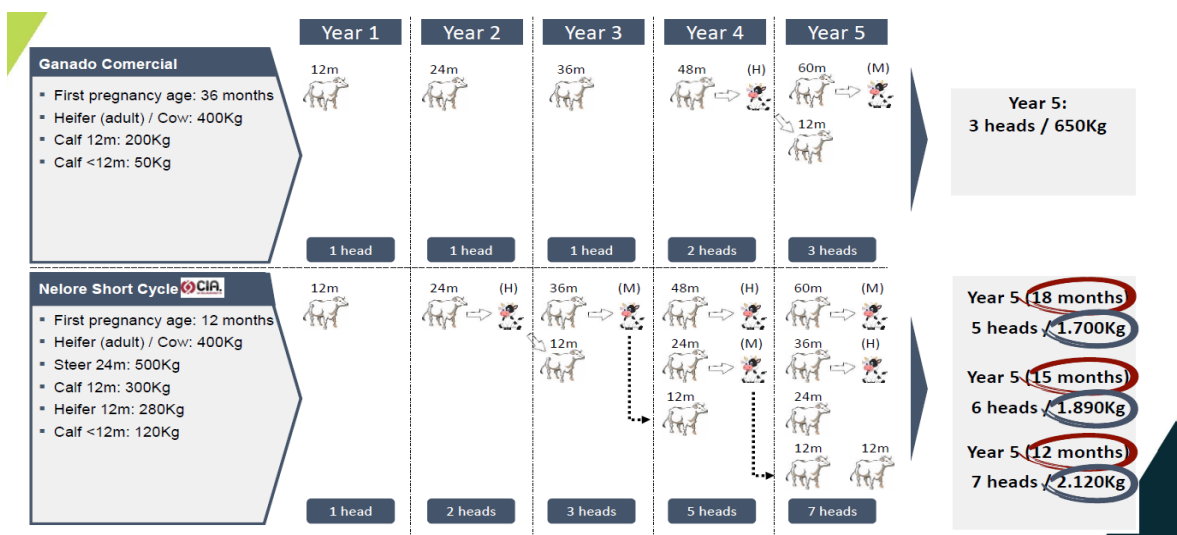 Year 1 Year 2 Year 3 Year 4 Year 5
Ganado Comercial
▪ First pregnancy age: 36 months
▪ Heifer (adult) / Cow: 400Kg
▪ Calf 12m: 200Kg
▪ Calf <12m: 50Kg
12m 24m 36m 48m (H) 60m (M)
12m
1 head 1 head 1 head 2 heads 3 heads
Year 5:
3 heads / 650Kg
Nelore Short Cycle CIA.
▪ First pregnancy age: 12 months
▪ Heifer (adult) / Cow: 400Kg
▪ Steer 24m: 500Kg
▪ Calf 12m: 300Kg
▪ Heifer 12m: 280Kg
▪ Calf <12m: 120Kg
12m 24m (H) 36m (M) 48m (H) 60m (M)
12m 24m (M) 36m (H)
12m 24m
12m 12m
1 head 2 heads 3 heads 5 heads 7 heads
Year 5 (18 months)
5 heads / 1.700Kg
Year 5 (15 months)
6 heads / 1.890Kg
Year 5 (12 months)
7 heads / 2.120Kg